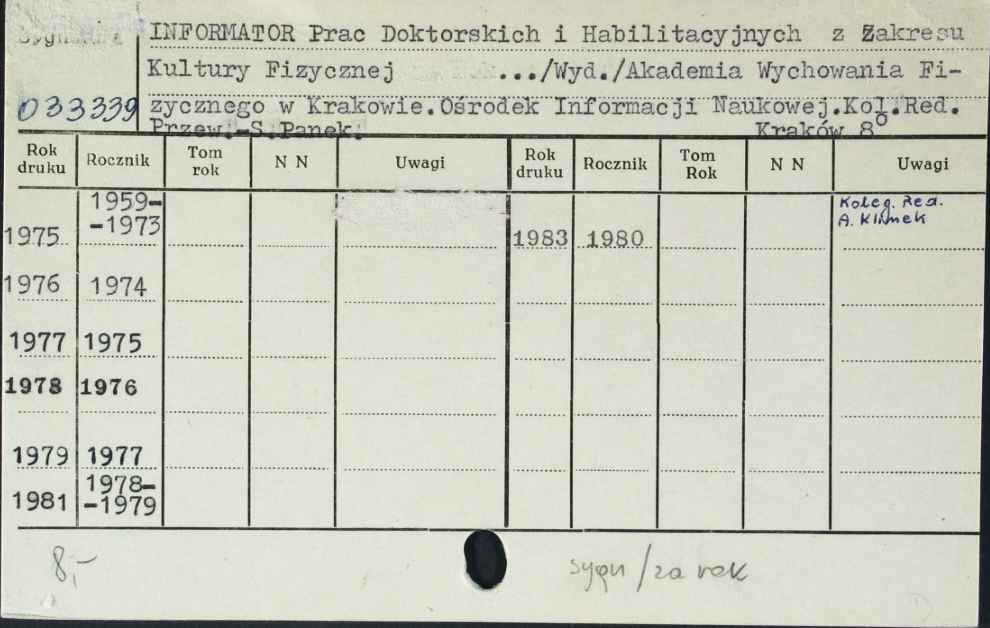 INFORMATOR Prac Doktorskich i Habilitacyjnych z Zakresu
Kultury Fizycznej .../Wyd./Akademia Wychowania Fi-
033339 zycznego w Krakowie.Ośrodek Informacji Naukowej.Kol.Red.
Przew.-S.Panek. Kraków 8°
Rok druku Rocznik Tom rok N N Uwagi Rok druku Rocznik Tom Rok N N Uwagi
1975 1959--1973 1983 1980 Koleg. Red. A. Klimek
1976 1974
1977 1975
1978 1976
1979 1977
1981 1978--1979
8,- sygn/za rok